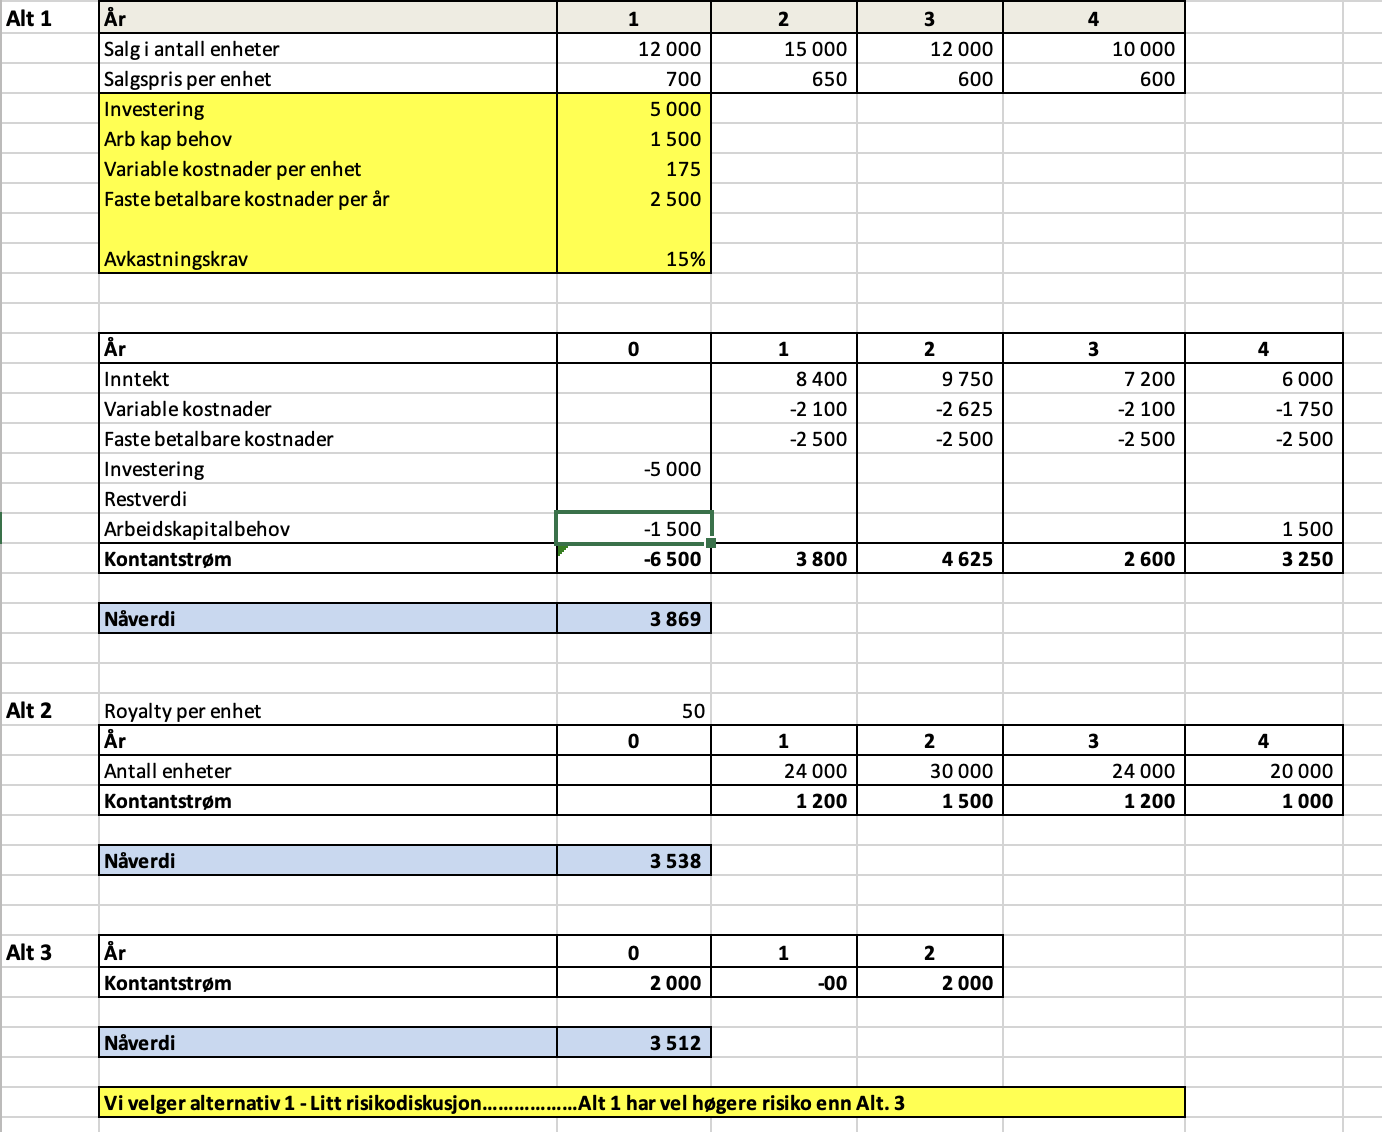 Alt 1 År 1 2 3 4
Salg i antall enheter 12 000 15 000 12 000 10 000
Salgspris per enhet 700 650 600 600
Investering 5 000
Arb kap behov 1 500
Variable kostnader per enhet 175
Faste betalbare kostnader per år 2 500
Avkastningskrav 15%
År 0 1 2 3 4
Inntekt 8 400 9 750 7 200 6 000
Variable kostnader -2 100 -2 625 -2 100 -1 750
Faste betalbare kostnader -2 500 -2 500 -2 500 -2 500
Investering -5 000
Restverdi
Arbeidskapitalbehov -1 500 1 500
Kontantstrøm -6 500 3 800 4 625 2 600 3 250
Nåverdi 3 869
Alt 2 Royalty per enhet 50
År 0 1 2 3 4
Antall enheter 24 000 30 000 24 000 20 000
Kontantstrøm 1 200 1 500 1 200 1 000
Nåverdi 3 538
Alt 3 År 0 1 2
Kontantstrøm 2 000 -00 2 000
Nåverdi 3 512
Vi velger alternativ 1 - Litt risikodiskusjon..................Alt 1 har vel høgere risiko enn Alt. 3